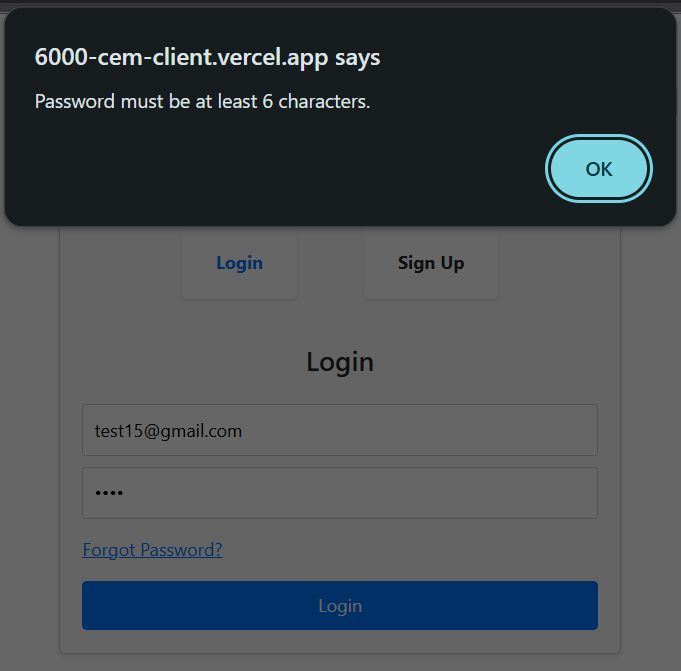 6000-cem-client.vercel.app says
Password must be at least 6 characters.
OK
Login
Sign Up
Login
test15@gmail.com
••••
Forgot Password?
Login